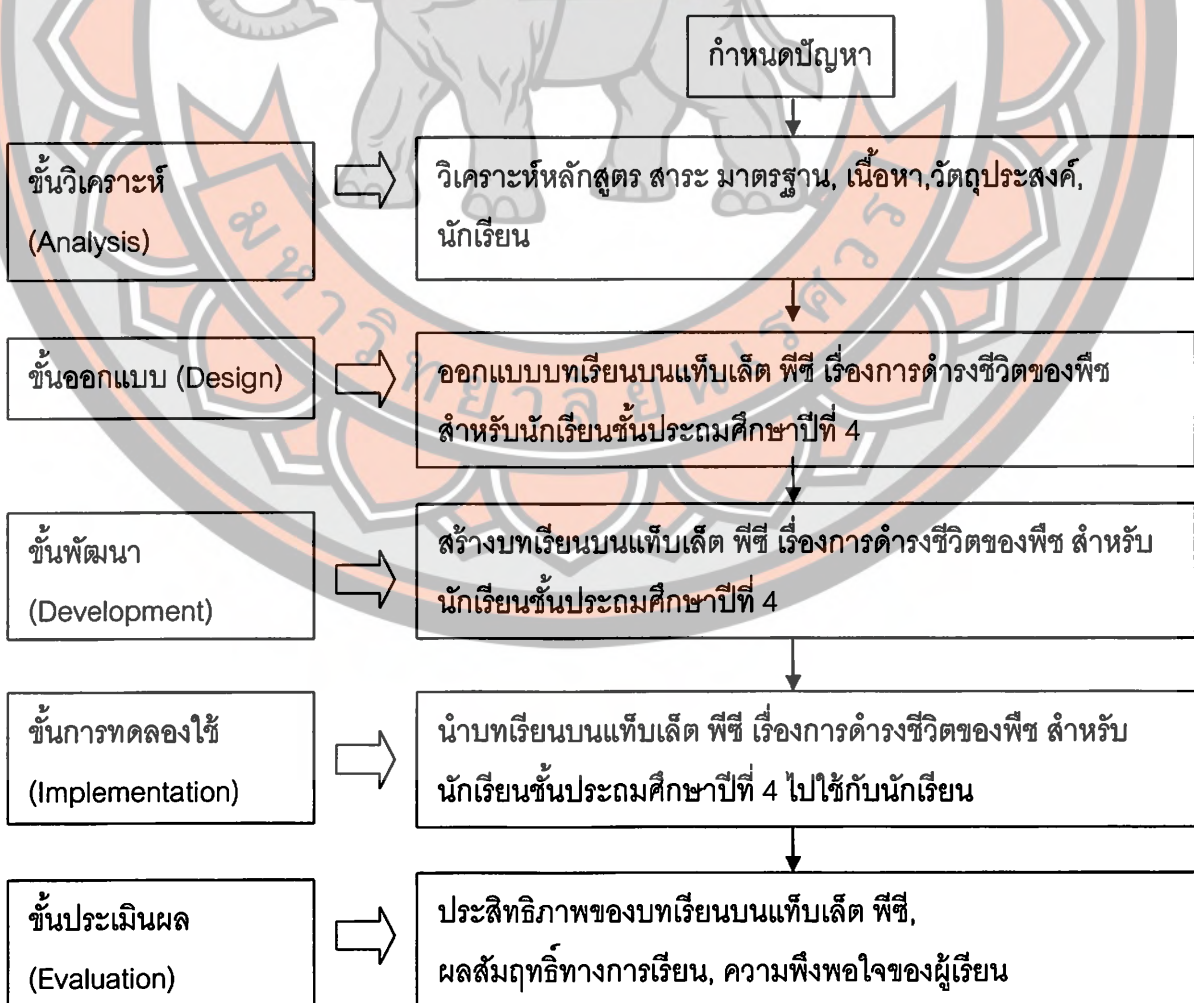 กำหนดปัญหา
ขั้นวิเคราะห์
(Analysis)
วิเคราะห์หลักสูตร สาระ มาตรฐาน, เนื้อหา,วัตถุประสงค์,
นักเรียน
มหาวิทยาลัยนเรศวร
ขั้นออกแบบ (Design)
ออกแบบบทเรียนบนแท็บเล็ต พีซี เรื่องการดำรงชีวิตของพืช
สำหรับนักเรียนชั้นประถมศึกษาปีที่ 4
ขั้นพัฒนา
(Development)
สร้างบทเรียนบนแท็บเล็ต พีซี เรื่องการดำรงชีวิตของพืช สำหรับ
นักเรียนชั้นประถมศึกษาปีที่ 4
ขั้นการทดลองใช้
(Implementation)
นำบทเรียนบนแท็บเล็ต พีซี เรื่องการดำรงชีวิตของพืช สำหรับ
นักเรียนชั้นประถมศึกษาปีที่ 4 ไปใช้กับนักเรียน
ขั้นประเมินผล
(Evaluation)
ประสิทธิภาพของบทเรียนบนแท็บเล็ต พีซี,
ผลสัมฤทธิ์ทางการเรียน, ความพึงพอใจของผู้เรียน